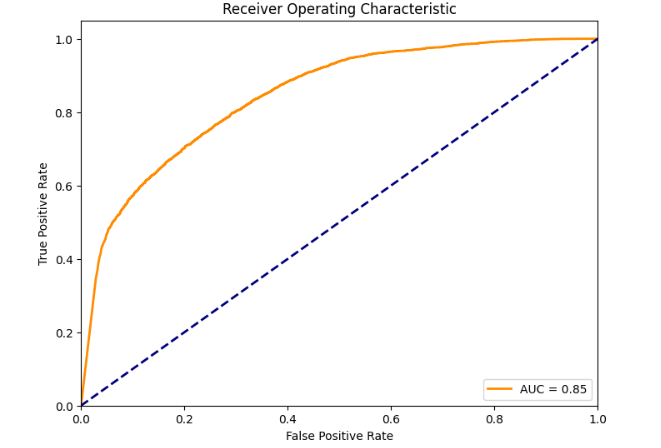 Receiver Operating Characteristic
True Positive Rate
1.0
0.8
0.6
0.4
0.2
0.0
0.0 0.2 0.4 0.6 0.8 1.0
False Positive Rate
AUC = 0.85